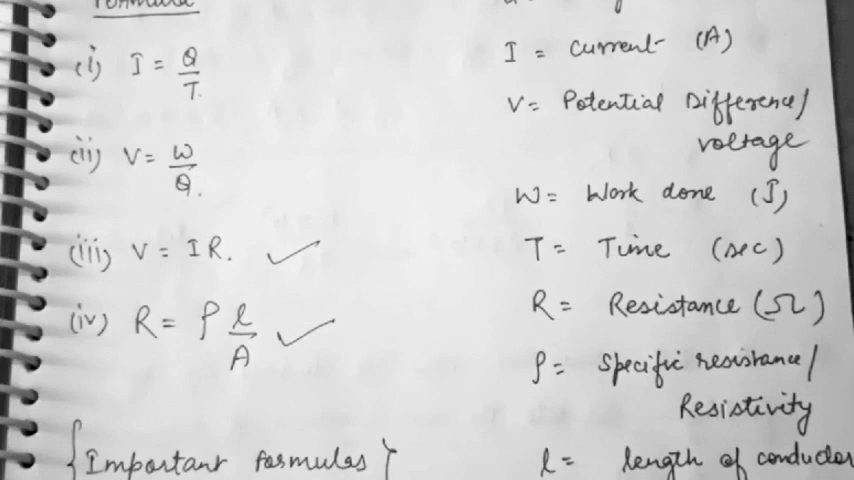 Formulae
(i) I = Q/T.
(ii) V = W/Q.
(iii) V = IR. ✓
(iv) R = ρ l/A ✓
{Important formulas}
I = Current (A)
V = Potential Difference/
voltage
W = Work done (J)
T = Time (sec)
R = Resistance (Ω)
ρ = Specific resistance/
Resistivity
l = length of conductor